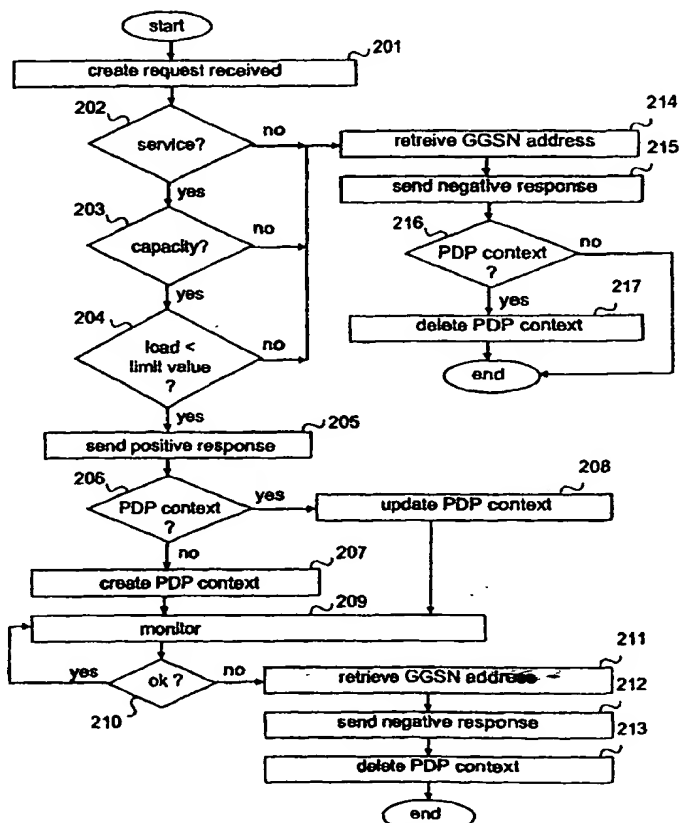 start
201
create request received
202
service?
no
yes
214
retreive GGSN address
215
send negative response
203
capacity?
no
yes
216
PDP context
?
no
yes
217
delete PDP context
end
204
load <
limit value
?
no
yes
205
send positive response
206
PDP context
?
yes
no
208
update PDP context
207
create PDP context
209
monitor
yes
ok ?
no
210
211
retrieve GGSN address
212
send negative response
213
delete PDP context
end